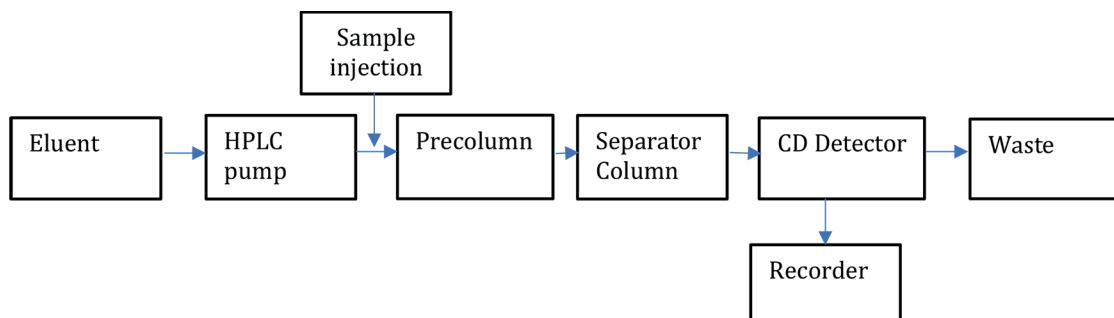 Sample
injection
Eluent
HPLC
pump
Precolumn
Separator
Column
CD Detector
Waste
Recorder